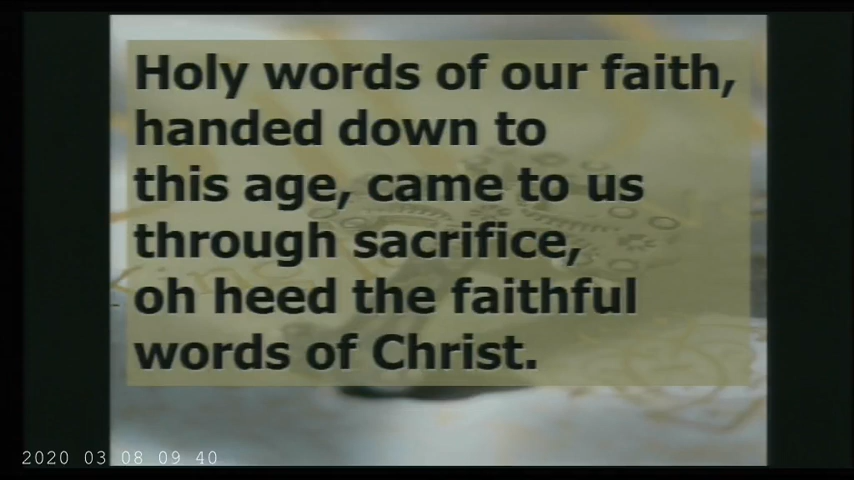 Holy words of our faith,
handed down to
this age, came to us
through sacrifice,
oh heed the faithful
words of Christ.
2020 03 08 09 40